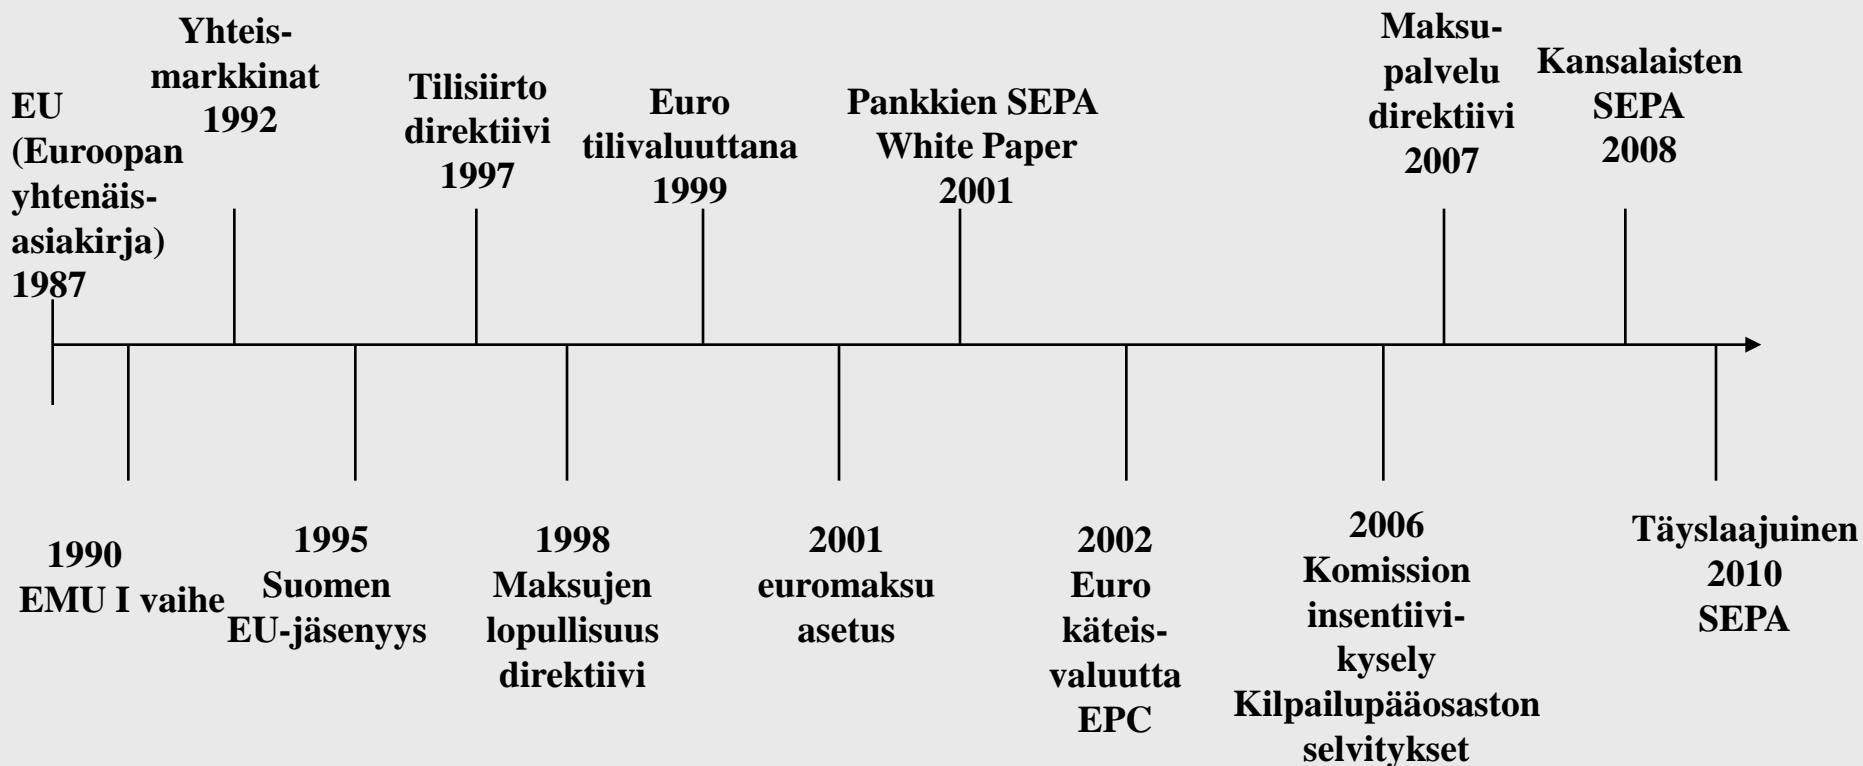 EU
(Euroopan
yhtenäis-
asiakirja)
1987
Yhteis-
markkinat
1992
Tilisiirto
direktiivi
1997
Euro
tilivaluuttana
1999
Pankkien SEPA
White Paper
2001
Maksu-
palvelu
direktiivi
2007
Kansalaisten
SEPA
2008
1990
EMU I vaihe
1995
Suomen
EU-jäsenyys
1998
Maksujen
lopullisuus
direktiivi
2001
euromaksu
asetus
2002
Euro
käteis-
valuutta
EPC
2006
Komission
insentiivi-
kysely
Kilpailupääosaston
selvitykset
Täyslaajuinen
2010
SEPA